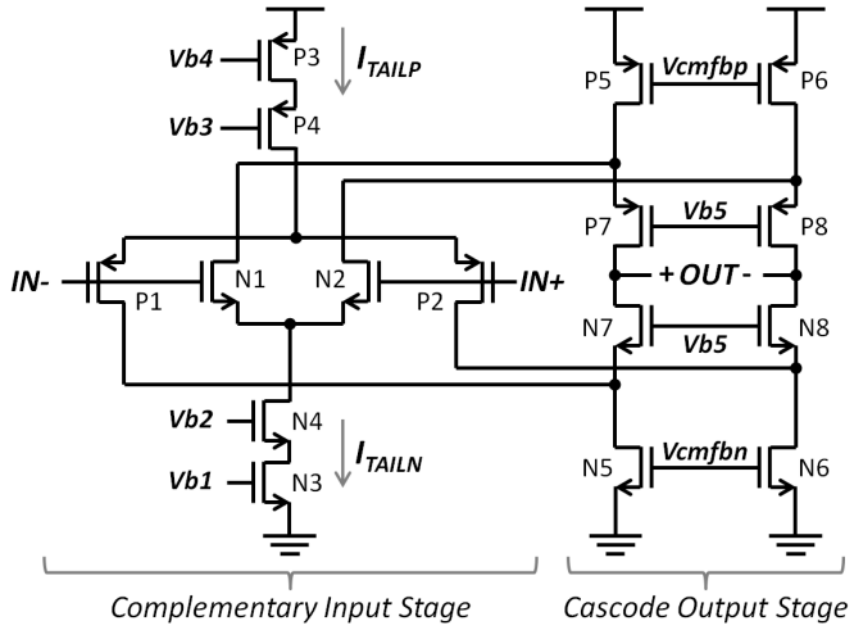 Vb4
P3
I_TAILP
P5
Vcmfbp
P6
Vb3
P4
P7
Vb5
P8
IN-
P1
N1
N2
P2
IN+
+ OUT -
N7
Vb5
N8
Vb2
N4
I_TAILN
Vb1
N3
N5
Vcmfbn
N6
Complementary Input Stage
Cascode Output Stage